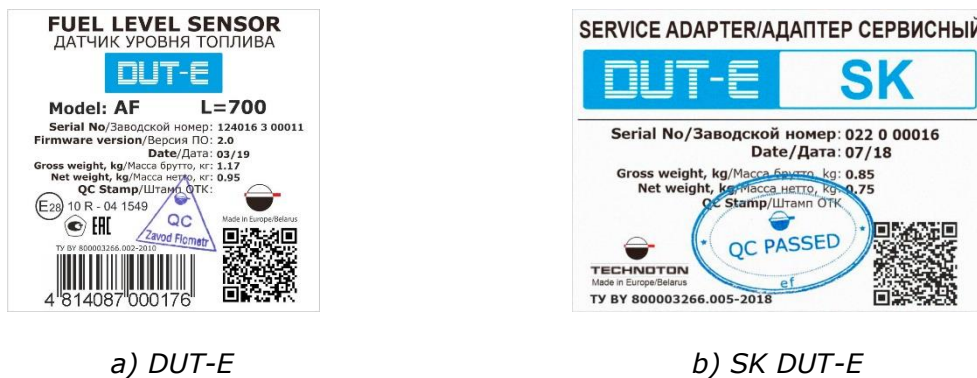 FUEL LEVEL SENSOR
ДАТЧИК УРОВНЯ ТОПЛИВА
DUT-E
Model: AF L=700
Serial No/Заводской номер: 124016 3 00011
Firmware version/Версия ПО: 2.0
Date/Дата: 03/19
Gross weight, kg/Масса брутто, кг: 1.17
Net weight, kg/Масса нетто, кг: 0.95
QC Stamp/Штамп ОТК:
E28 10 R - 04 1549
EAC
QC
Zavod Flometr
Made in Europe/Belarus
ТУ BY 800003266.002-2010
4 814087 000176
a) DUT-E
SERVICE ADAPTER/АДАПТЕР СЕРВИСНЫЙ
DUT-E SK
Serial No/Заводской номер: 022 0 00016
Date/Дата: 07/18
Gross weight, kg/Масса брутто, kg: 0.85
Net weight, kg/Масса нетто, kg: 0.75
QC Stamp/Штамп ОТК
QC PASSED
ef
TECHNOTON
Made in Europe/Belarus
ТУ BY 800003266.005-2018
b) SK DUT-E